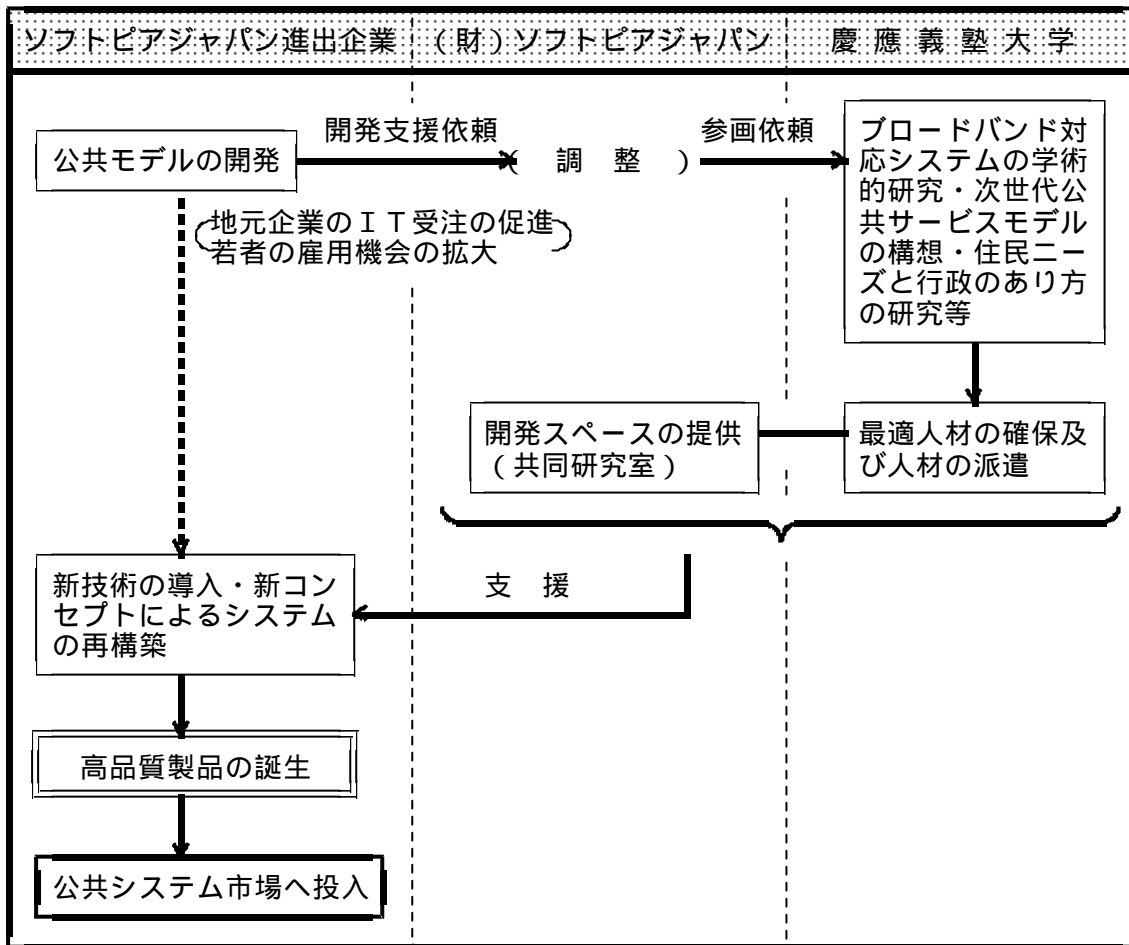 ソフトピアジャパン進出企業
(財)ソフトピアジャパン
慶應義塾大学
公共モデルの開発
開発支援依頼
(調整)
参画依頼
ブロードバンド対
応システムの学術
的研究・次世代公
共サービスモデル
の構想・住民ニー
ズと行政のあり方
の研究等
地元企業のIT受注の促進
若者の雇用機会の拡大
開発スペースの提供
(共同研究室)
最適人材の確保及
び人材の派遣
新技術の導入・新コン
セプトによるシステム
の再構築
支援
高品質製品の誕生
公共システム市場へ投入